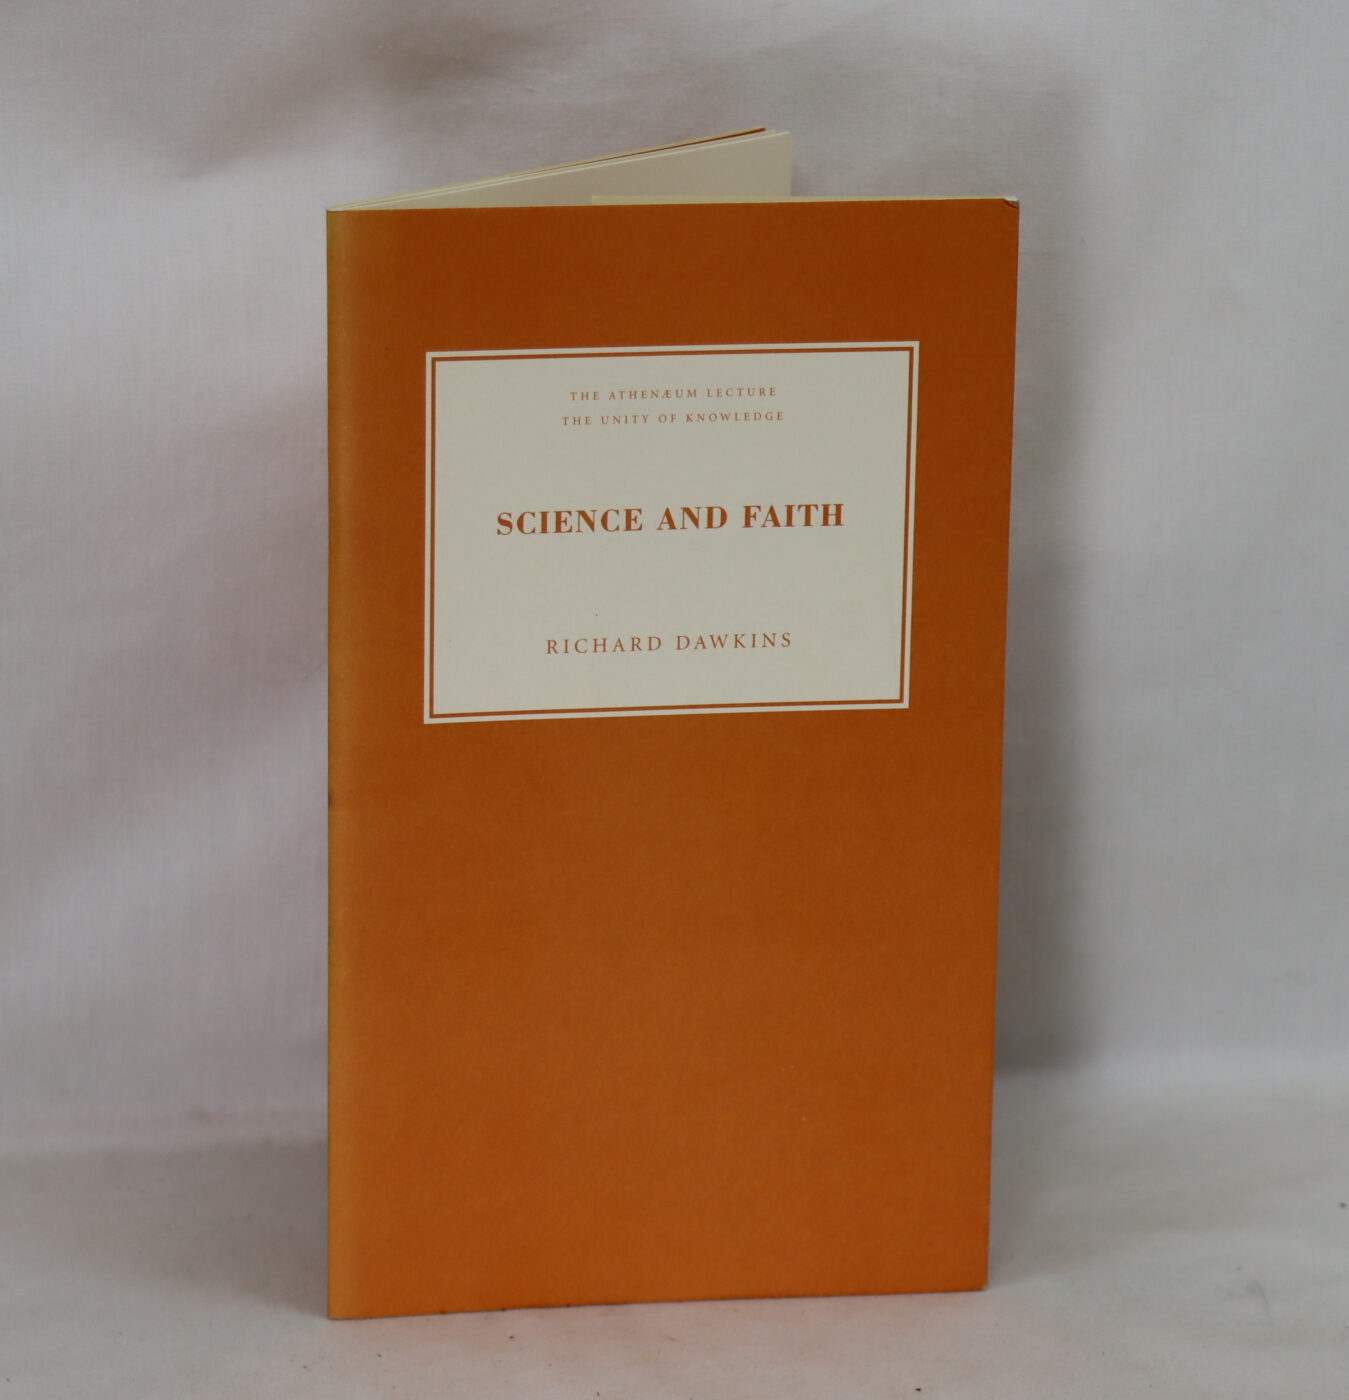 THE ATHENÆUM LECTURE
THE UNITY OF KNOWLEDGE
SCIENCE AND FAITH
RICHARD DAWKINS